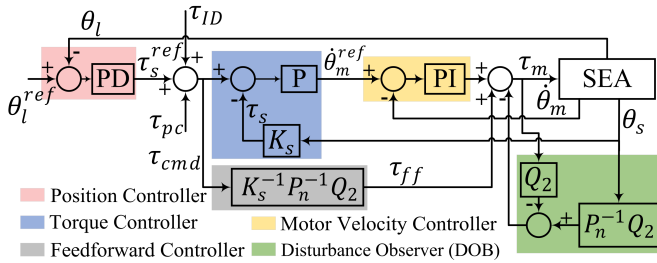 θ_l τ_ID
- + τ_s^ref + + + τ_m
PD P θ̇_m^ref PI SEA
θ_l^ref + - τ_s - - θ̇_m θ_s
τ_pc K_s
τ_cmd τ_ff Q_2
K_s^{-1}P_n^{-1}Q_2
- + P_n^{-1}Q_2
Position Controller
Torque Controller Motor Velocity Controller
Feedforward Controller Disturbance Observer (DOB)